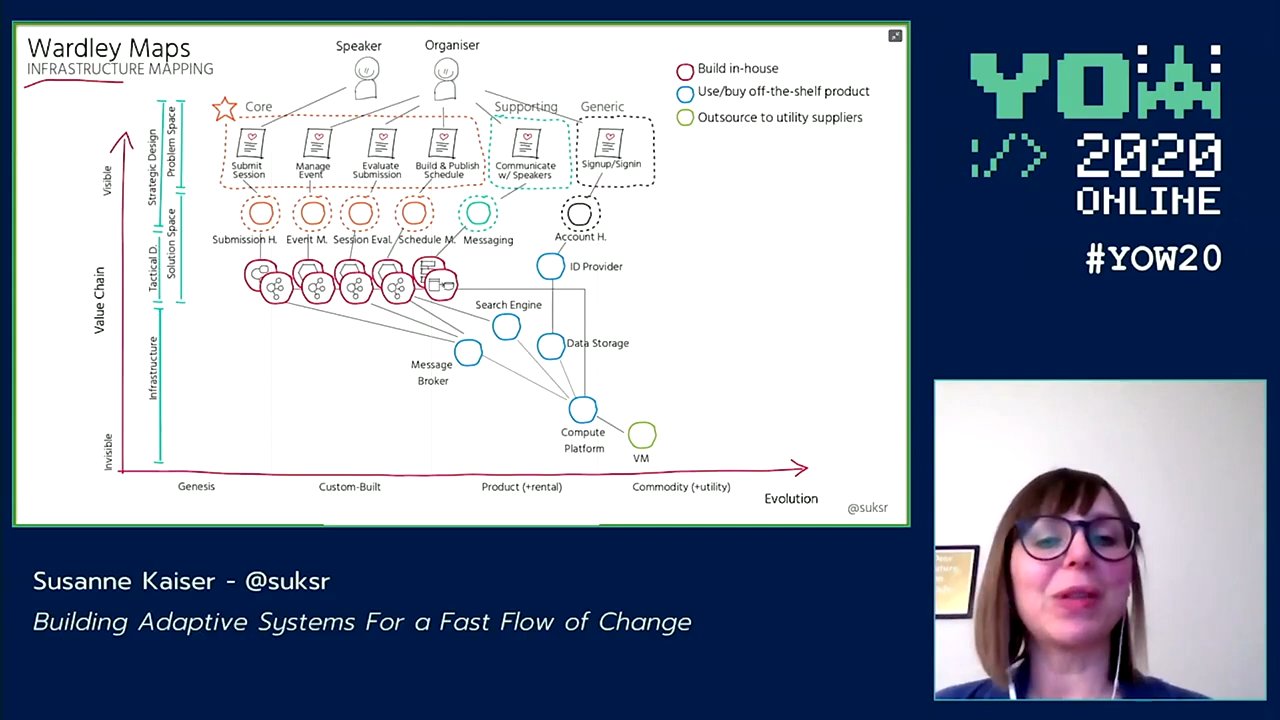 Wardley Maps
INFRASTRUCTURE MAPPING
Speaker
Organiser
Build in-house
Use/buy off-the-shelf product
Outsource to utility suppliers
Core
Supporting
Generic
Submit
Session
Manage
Event
Evaluate
Submission
Build & Publish
Schedule
Communicate
w/ Speakers
Signup/Signin
Submission H.
Event M.
Session Eval.
Schedule M.
Messaging
Account H.
ID Provider
Search Engine
Data Storage
Message
Broker
Compute
Platform
VM
Value Chain
Visible
Invisible
Strategic Design
Problem Space
Tactical D.
Solution Space
Infrastructure
Genesis
Custom-Built
Product (+rental)
Commodity (+utility)
Evolution
@suksr
YOW
:/> 2020
ONLINE
#YOW20
Susanne Kaiser - @suksr
Building Adaptive Systems For a Fast Flow of Change